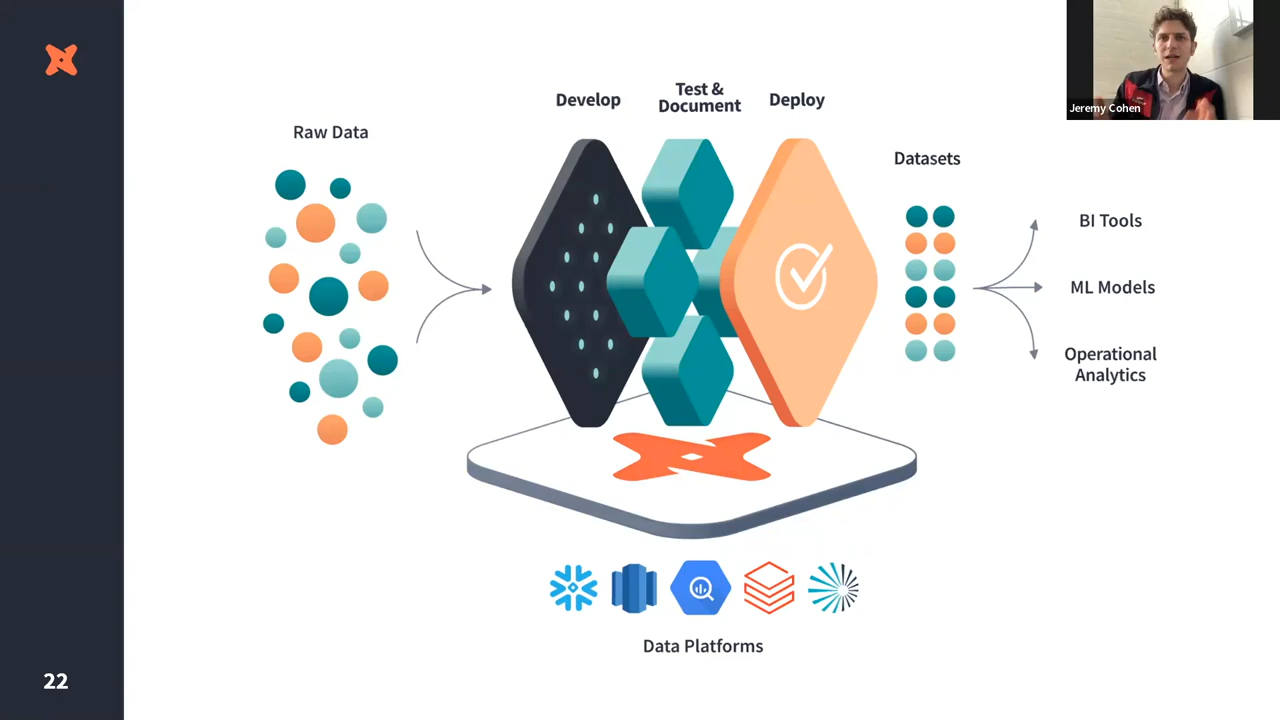 Jeremy Cohen
Raw Data
Develop
Test &
Document
Deploy
Datasets
BI Tools
ML Models
Operational
Analytics
Data Platforms
22